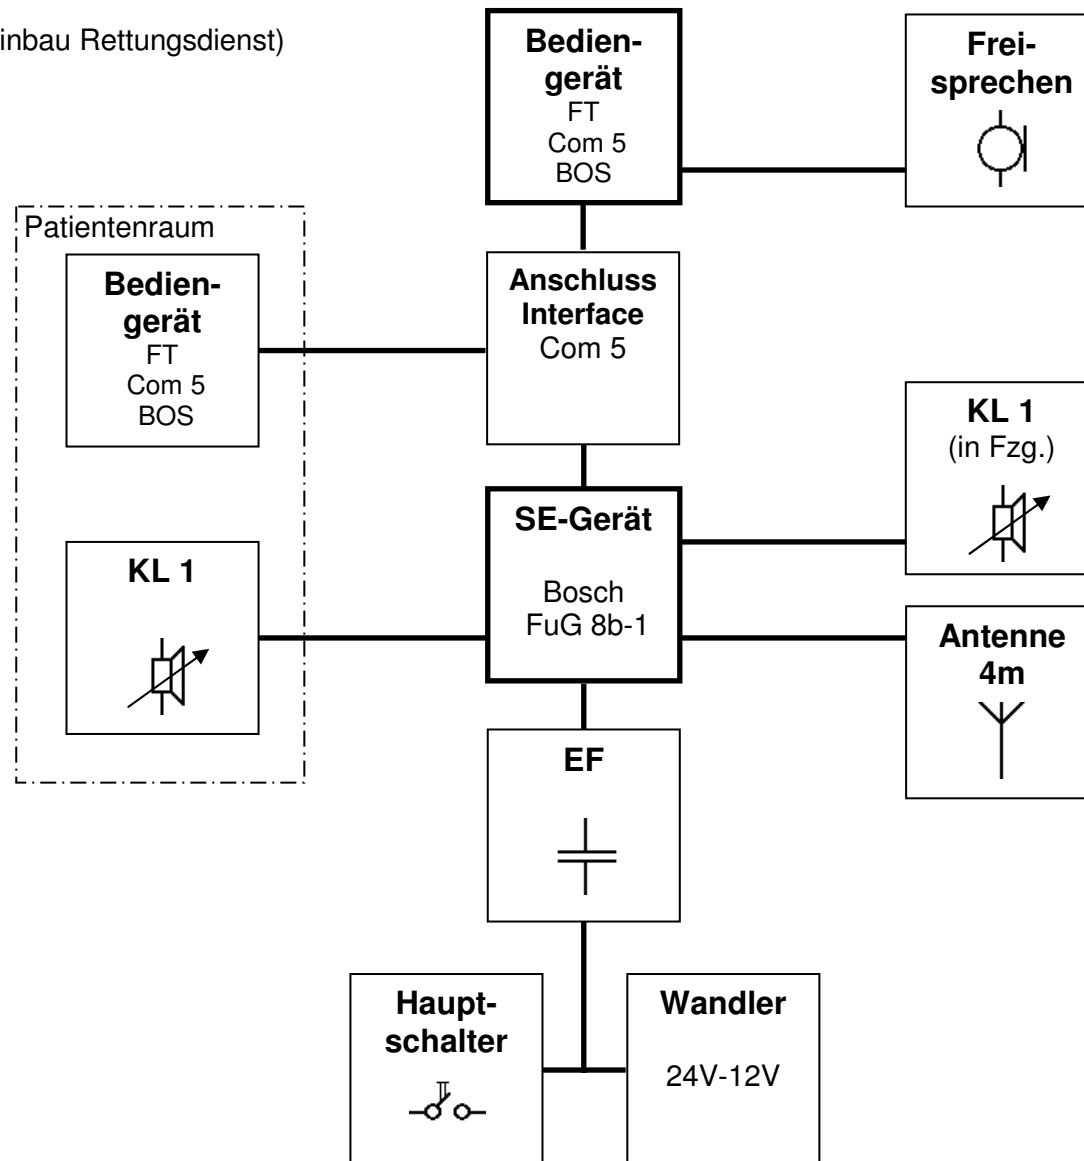 inbau Rettungsdienst)
Bedien-
gerät
FT
Com 5
BOS
Frei-
sprechen
Patientenraum
Bedien-
gerät
FT
Com 5
BOS
Anschluss
Interface
Com 5
KL 1
(in Fzg.)
SE-Gerät
Bosch
FuG 8b-1
KL 1
Antenne
4m
EF
Haupt-
schalter
Wandler
24V-12V